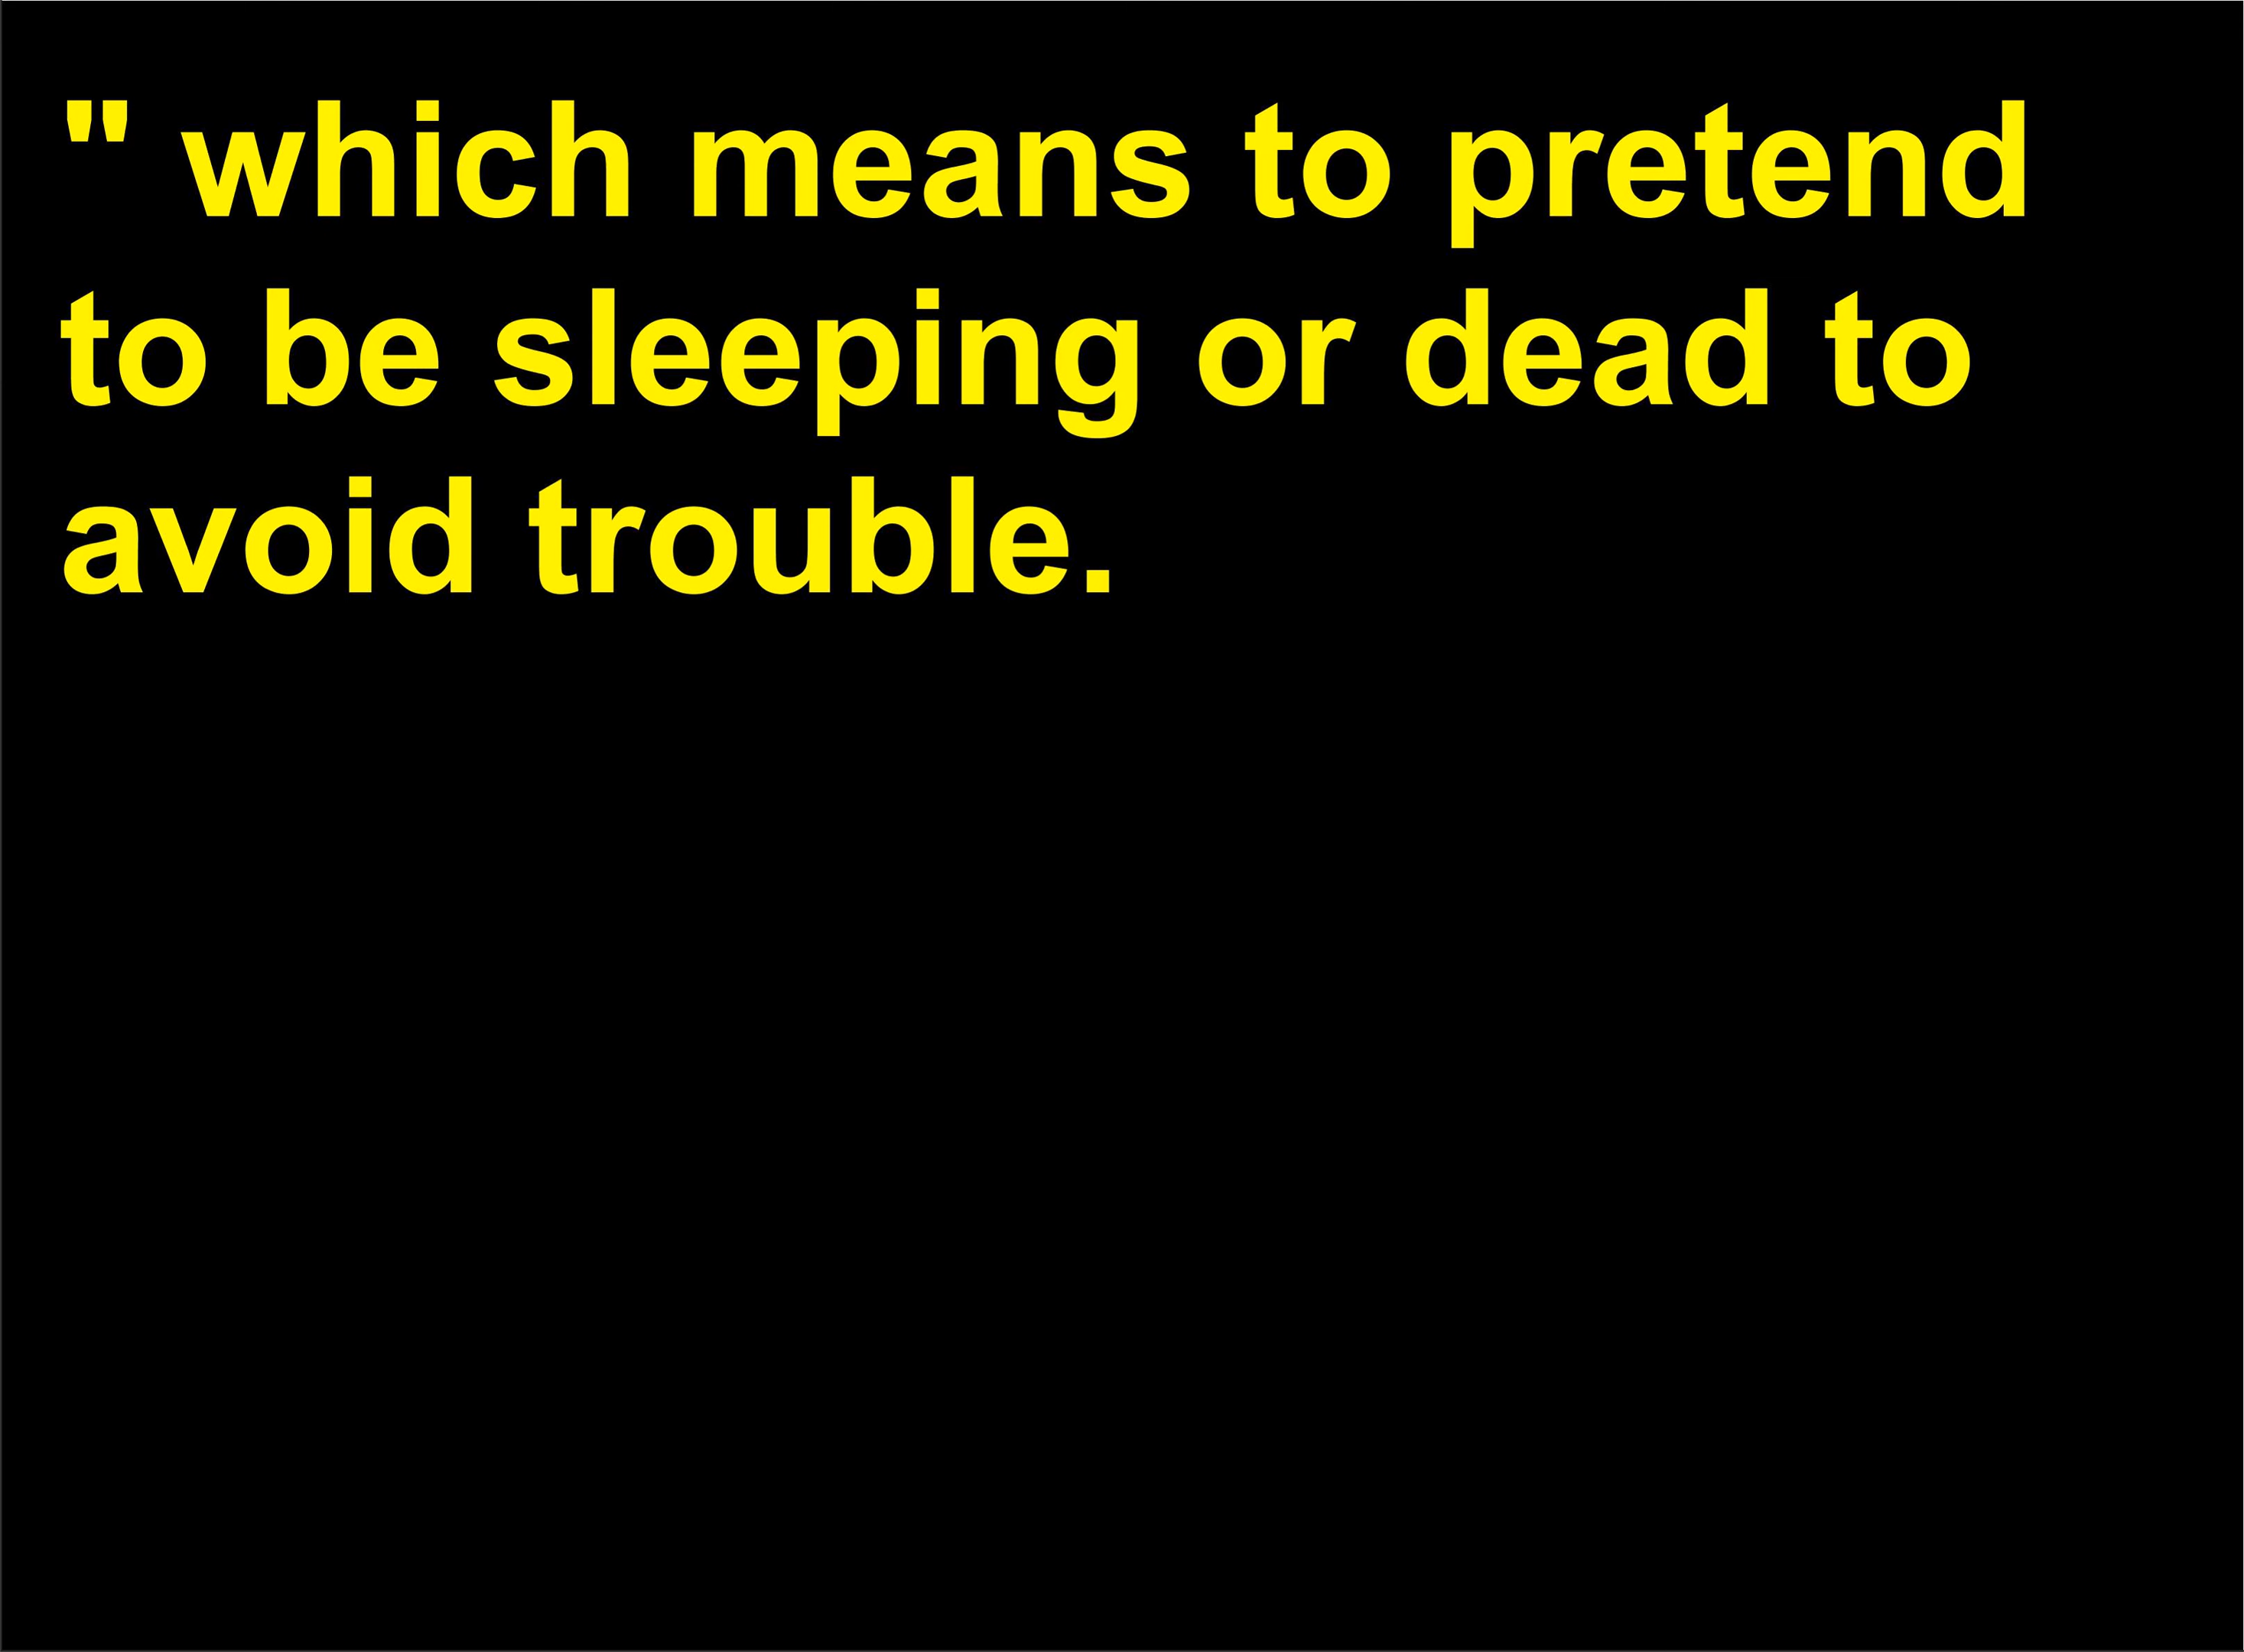 " which means to pretend
to be sleeping or dead to
avoid trouble.